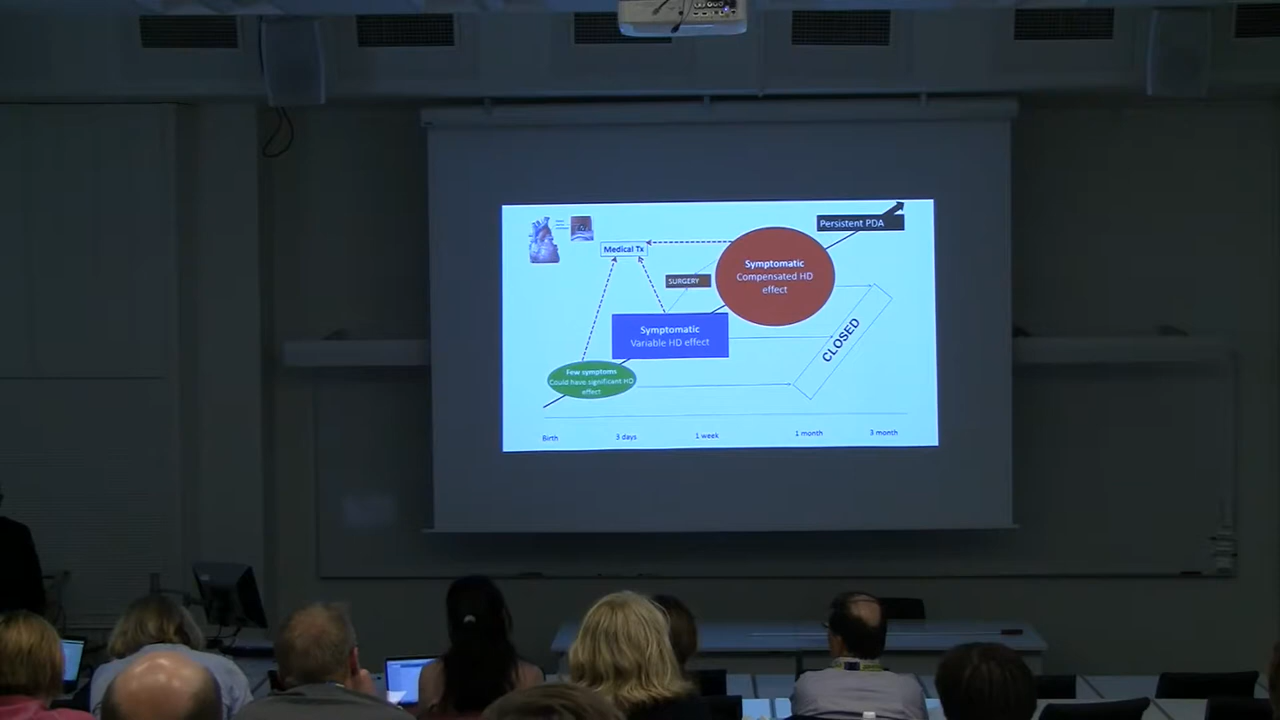 Persistent PDA
Medical Tx
Symptomatic
Compensated HD
effect
SURGERY
Symptomatic
Variable HD effect
CLOSED
Few symptoms
Could have significant HD
effect
Birth
3 days
1 week
1 month
3 month